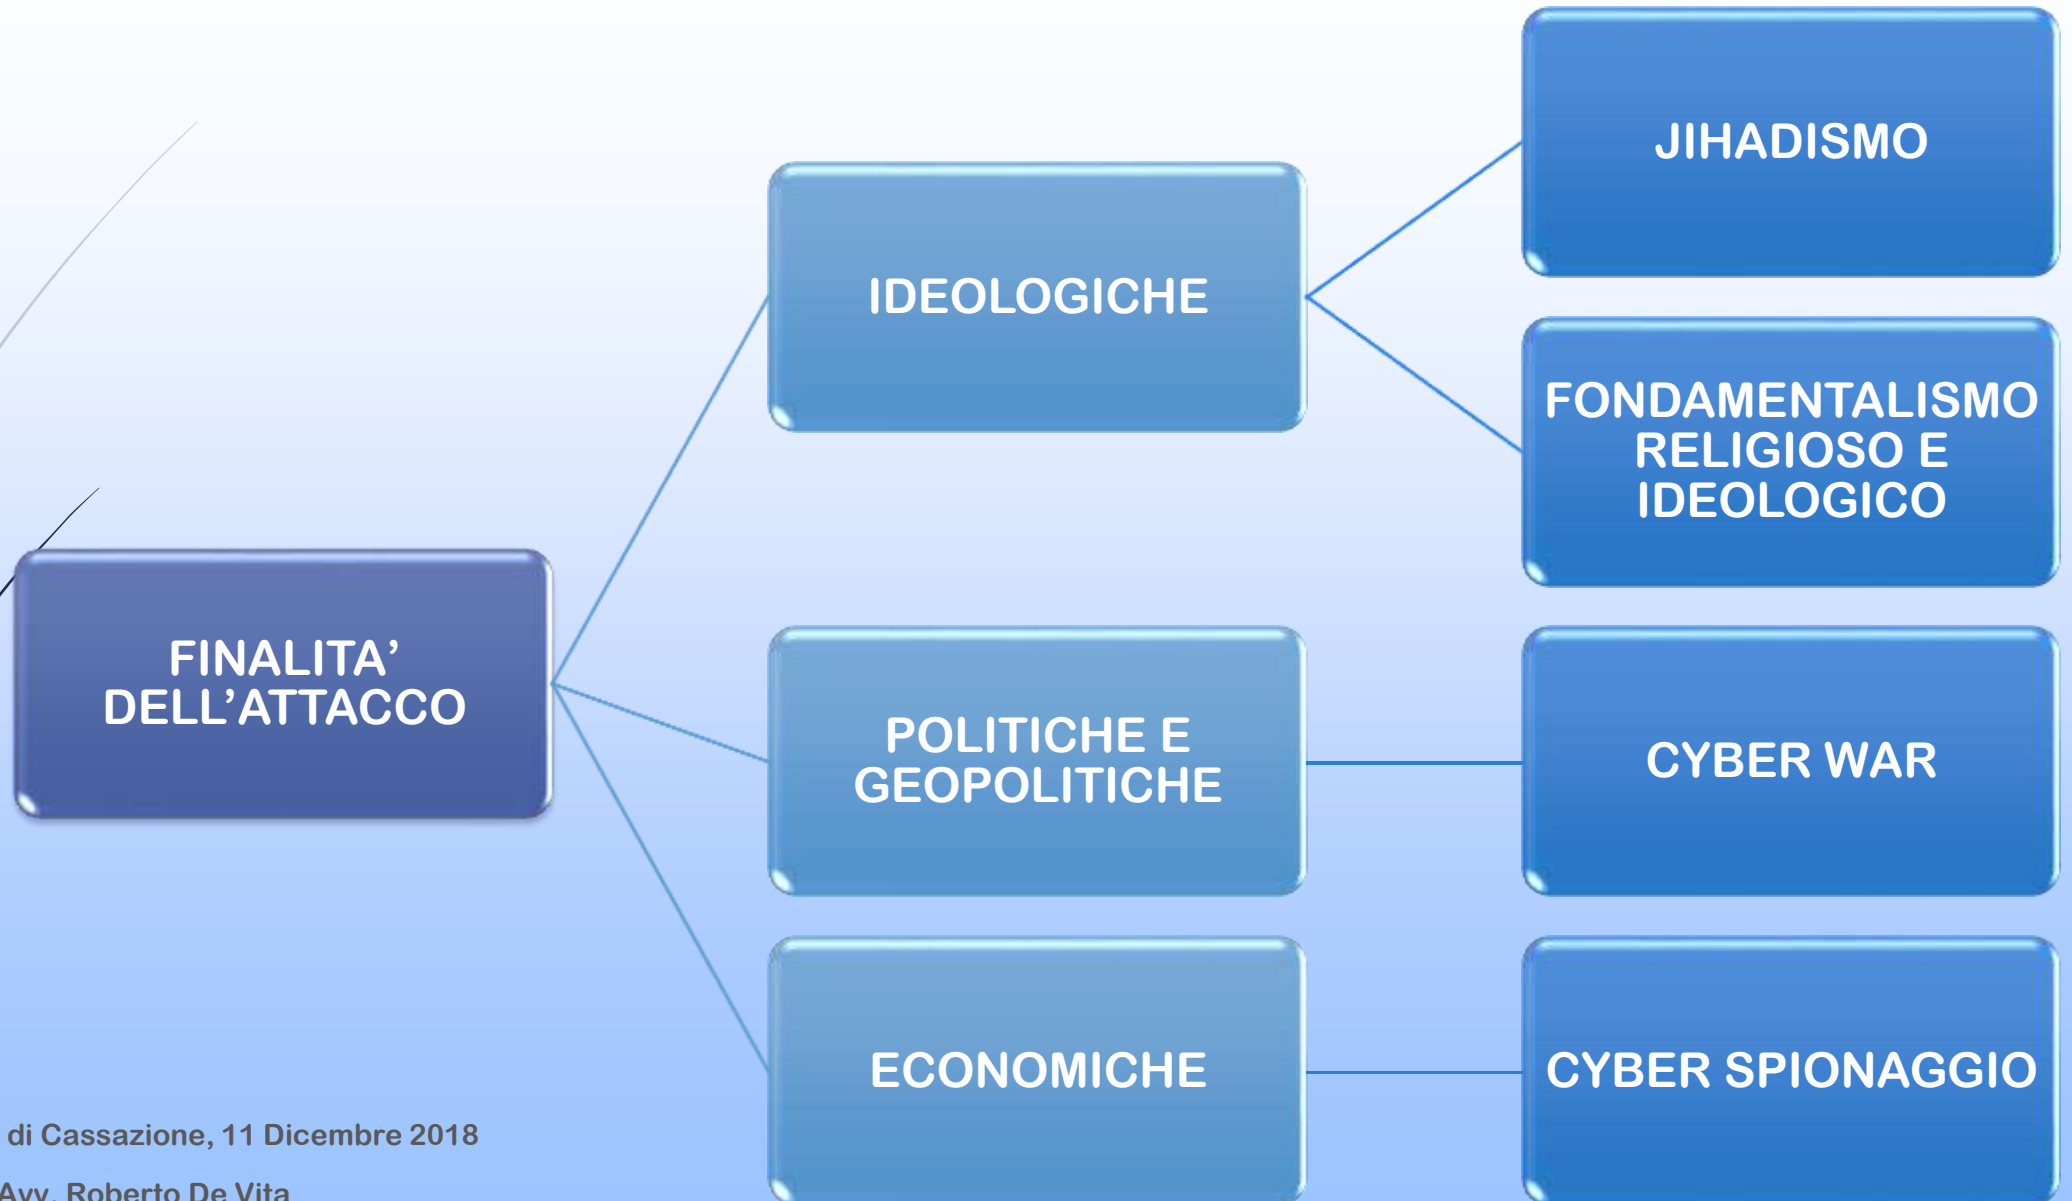 JIHADISMO
IDEOLOGICHE
FONDAMENTALISMO
RELIGIOSO E
IDEOLOGICO
FINALITA’
DELL’ATTACCO
POLITICHE E
GEOPOLITICHE
CYBER WAR
ECONOMICHE
CYBER SPIONAGGIO
di Cassazione, 11 Dicembre 2018
Avv. Roberto De Vita